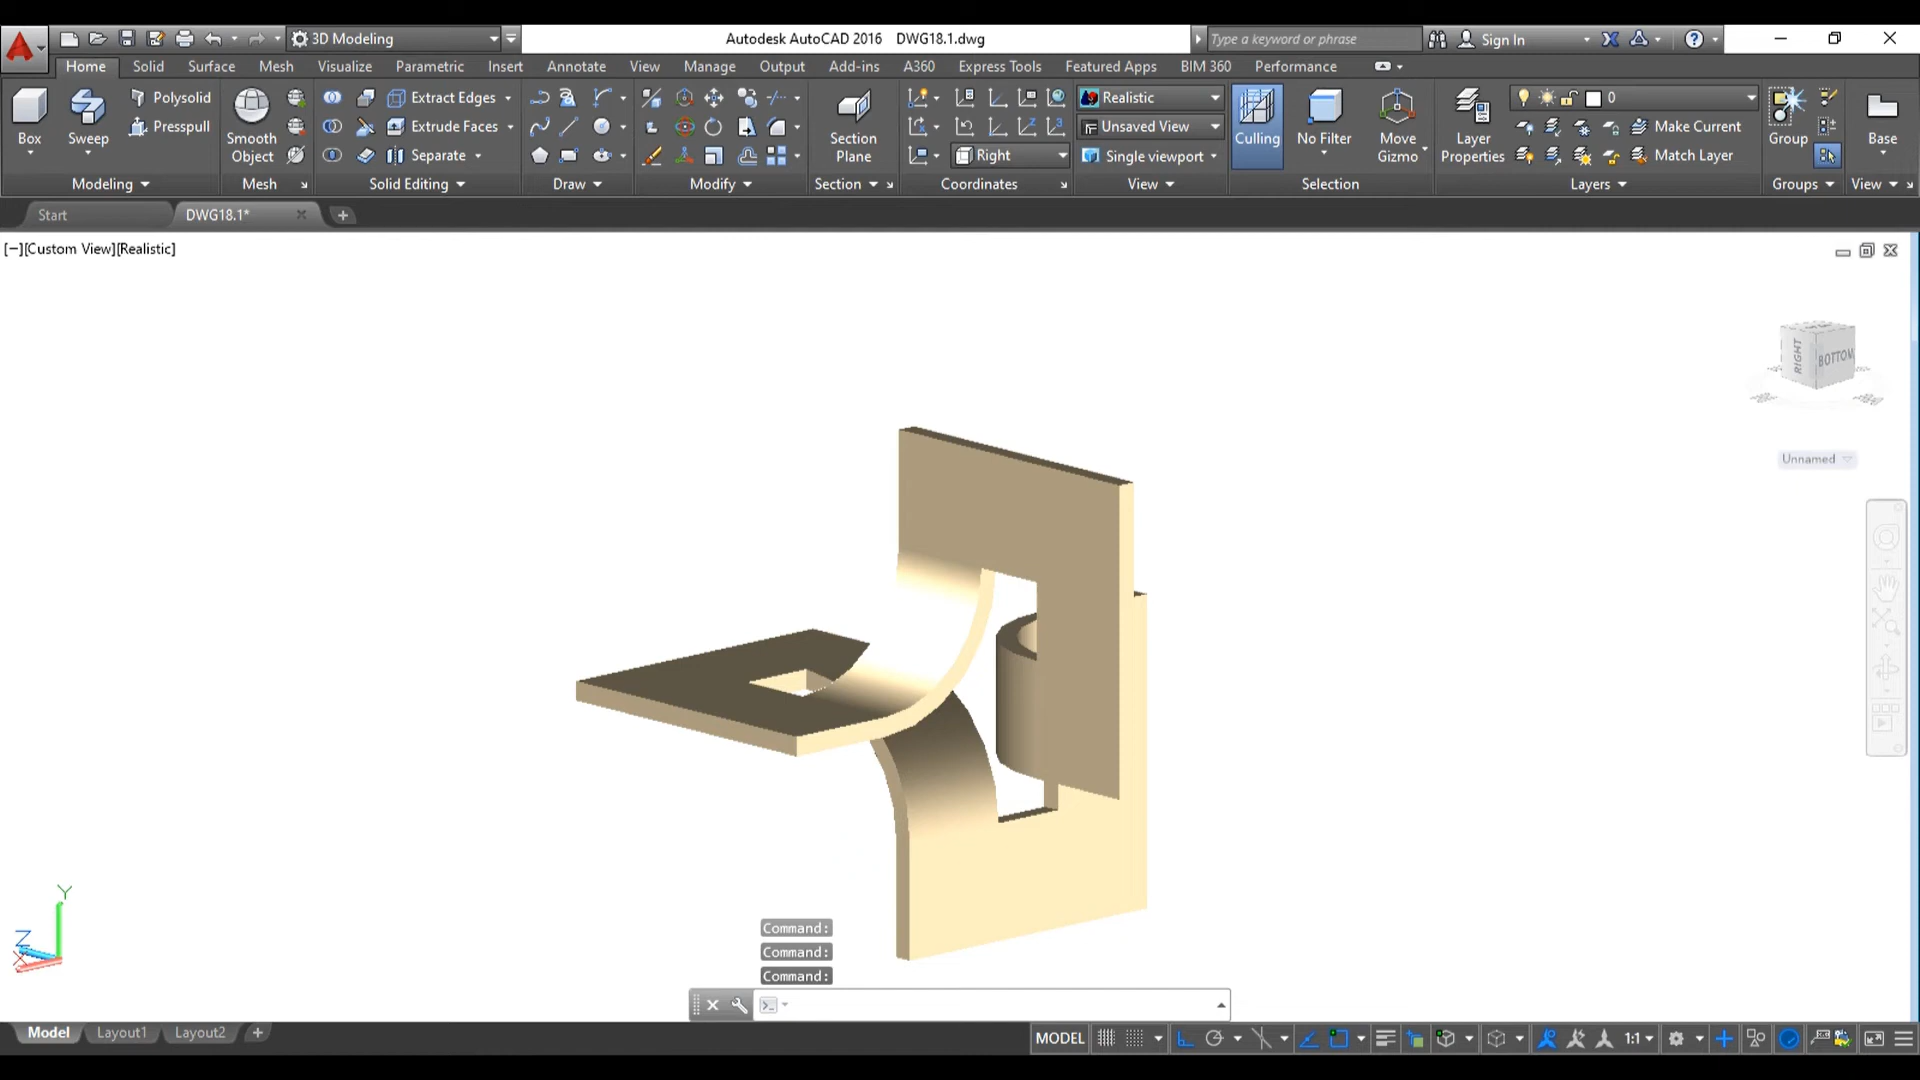 3D Modeling
Autodesk AutoCAD 2016 DWG18.1.dwg
Type a keyword or phrase
Sign In
Home Solid Surface Mesh Visualize Parametric Insert Annotate View Manage Output Add-ins A360 Express Tools Featured Apps BIM 360 Performance
Box
Sweep
Polysolid
Presspull
Modeling
Smooth
Object
Mesh
Extract Edges
Extrude Faces
Separate
Solid Editing
Draw
Modify
Section
Plane
Section
Right
Coordinates
Realistic
Unsaved View
Single viewport
View
Culling
No Filter
Move
Gizmo
Selection
Layer
Properties
0
Make Current
Match Layer
Layers
Group
Groups
Base
View
Start
DWG18.1*
[−][Custom View][Realistic]
RIGHT
BOTTOM
Unnamed
Y
Z
X
Command:
Command:
Command:
Model
Layout1
Layout2
MODEL
1:1